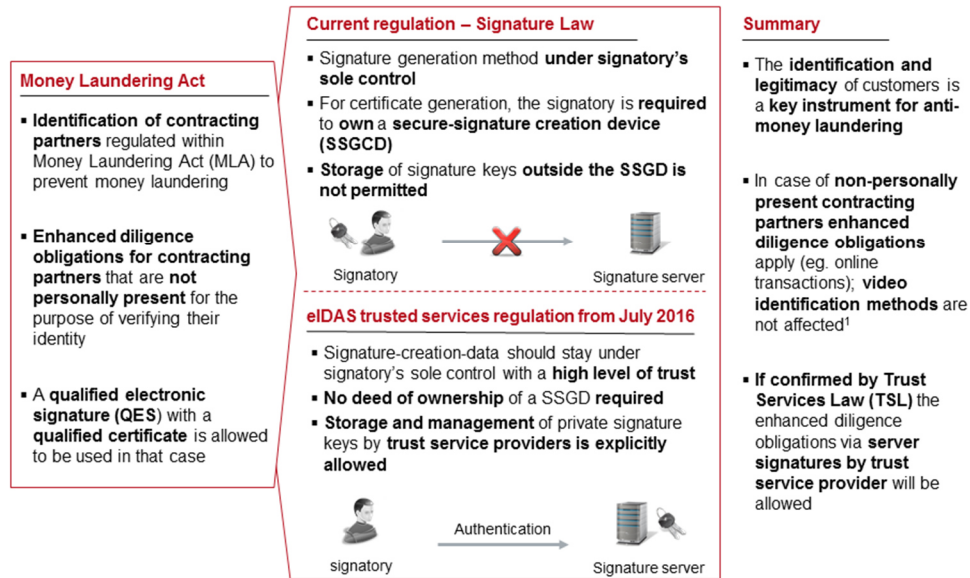 Money Laundering Act
▪ Identification of contracting
partners regulated within
Money Laundering Act (MLA) to
prevent money laundering
▪ Enhanced diligence
obligations for contracting
partners that are not
personally present for the
purpose of verifying their
identity
▪ A qualified electronic
signature (QES) with a
qualified certificate is allowed
to be used in that case
Current regulation – Signature Law
▪ Signature generation method under signatory's
sole control
▪ For certificate generation, the signatory is required
to own a secure-signature creation device
(SSGCD)
▪ Storage of signature keys outside the SSGD is
not permitted
Signatory
Signature server
eIDAS trusted services regulation from July 2016
▪ Signature-creation-data should stay under
signatory's sole control with a high level of trust
▪ No deed of ownership of a SSGD required
▪ Storage and management of private signature
keys by trust service providers is explicitly
allowed
Authentication
signatory
Signature server
Summary
▪ The identification and
legitimacy of customers is
a key instrument for anti-
money laundering
▪ In case of non-personally
present contracting
partners enhanced
diligence obligations
apply (eg. online
transactions); video
identification methods are
not affected¹
▪ If confirmed by Trust
Services Law (TSL) the
enhanced diligence
obligations via server
signatures by trust
service provider will be
allowed